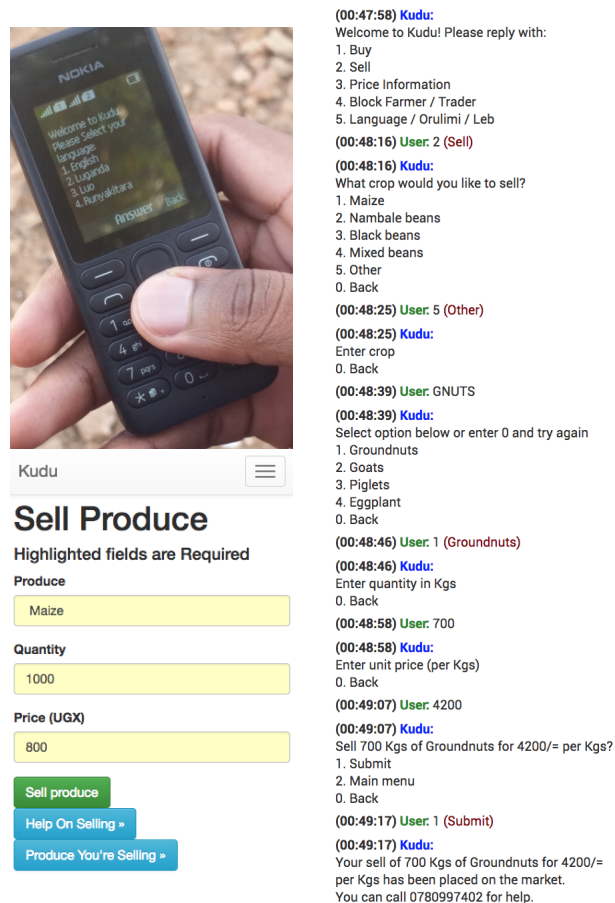 NOKIA
Welcome to Kudu.
Please Select your
language:
1. English
2. Luganda
3. Luo
4. Runyakitara
Answer
Back
1
4 ghi
7 pqrs
0
*
Kudu
Sell Produce
Highlighted fields are Required
Produce
Maize
Quantity
1000
Price (UGX)
800
Sell produce
Help On Selling »
Produce You're Selling »
(00:47:58) Kudu:
Welcome to Kudu! Please reply with:
1. Buy
2. Sell
3. Price Information
4. Block Farmer / Trader
5. Language / Orulimi / Leb
(00:48:16) User: 2 (Sell)
(00:48:16) Kudu:
What crop would you like to sell?
1. Maize
2. Nambale beans
3. Black beans
4. Mixed beans
5. Other
0. Back
(00:48:25) User: 5 (Other)
(00:48:25) Kudu:
Enter crop
0. Back
(00:48:39) User: GNUTS
(00:48:39) Kudu:
Select option below or enter 0 and try again
1. Groundnuts
2. Goats
3. Piglets
4. Eggplant
0. Back
(00:48:46) User: 1 (Groundnuts)
(00:48:46) Kudu:
Enter quantity in Kgs
0. Back
(00:48:58) User: 700
(00:48:58) Kudu:
Enter unit price (per Kgs)
0. Back
(00:49:07) User: 4200
(00:49:07) Kudu:
Sell 700 Kgs of Groundnuts for 4200/= per Kgs?
1. Submit
2. Main menu
0. Back
(00:49:17) User: 1 (Submit)
(00:49:17) Kudu:
Your sell of 700 Kgs of Groundnuts for 4200/=
per Kgs has been placed on the market.
You can call 0780997402 for help.